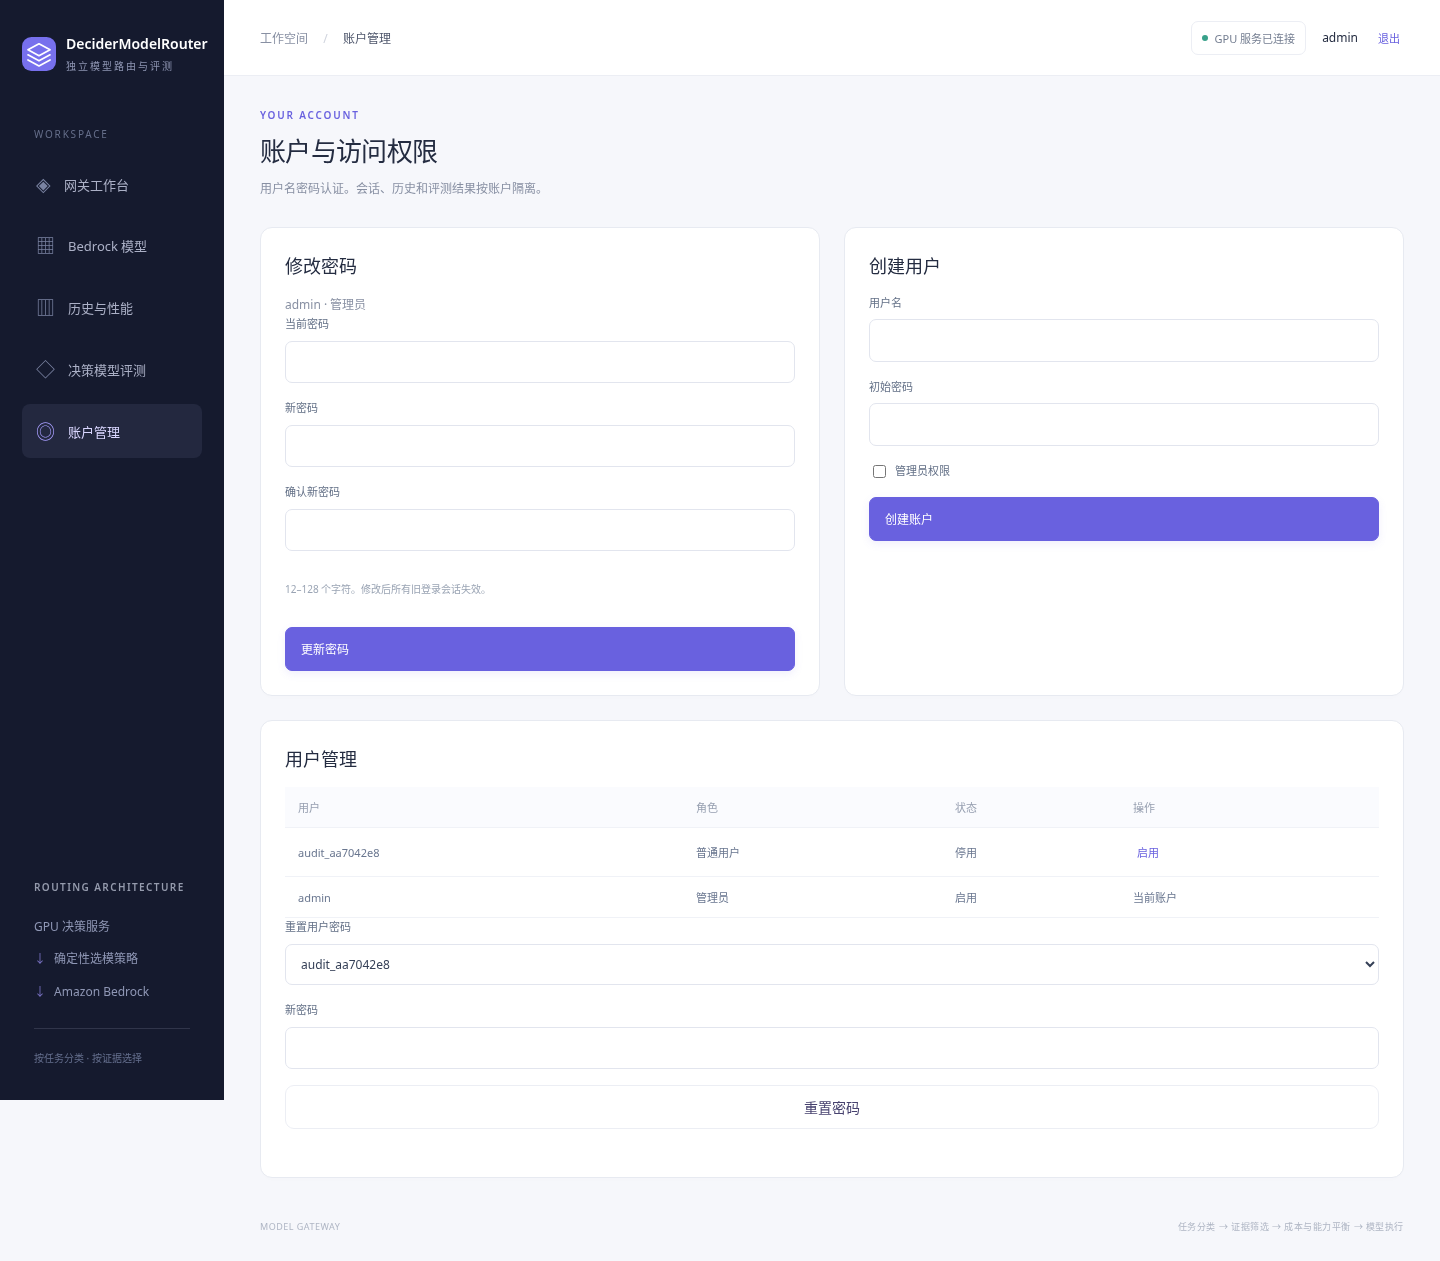 DeciderModelRouter
独立模型路由与评测
WORKSPACE
网关工作台
Bedrock 模型
历史与性能
决策模型评测
账户管理
ROUTING ARCHITECTURE
GPU 决策服务
↓ 确定性选模策略
↓ Amazon Bedrock
按任务分类 · 按证据选择
工作空间 / 账户管理
GPU 服务已连接
admin
退出
YOUR ACCOUNT
账户与访问权限
用户名密码认证。会话、历史和评测结果按账户隔离。
修改密码
admin · 管理员
当前密码
新密码
确认新密码
12–128 个字符。修改后所有旧登录会话失效。
更新密码
创建用户
用户名
初始密码
管理员权限
创建账户
用户管理
用户 角色 状态 操作
audit_aa7042e8 普通用户 停用 启用
admin 管理员 启用 当前账户
重置用户密码
audit_aa7042e8
新密码
重置密码
MODEL GATEWAY
任务分类 → 证据筛选 → 成本与能力平衡 → 模型执行